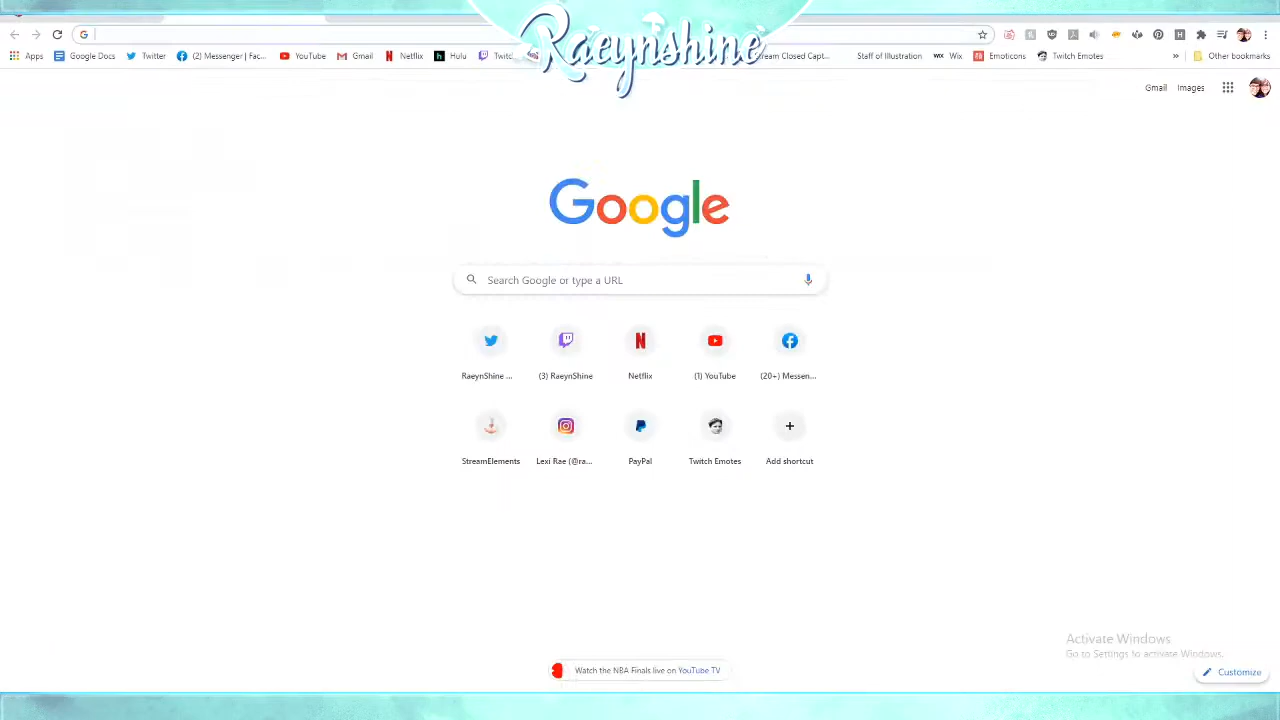 Raeynshine
Apps Google Docs Twitter (2) Messenger | Fac... YouTube Gmail Netflix Hulu Twitc Stream Closed Capt... Staff of Illustration WIX Wix Emoticons Twitch Emotes » Other bookmarks
Gmail Images
Google
Search Google or type a URL
RaeynShine ... (3) RaeynShine Netflix (1) YouTube (20+) Messen...
StreamElements Lexi Rae (@ra... PayPal Twitch Emotes Add shortcut
Activate Windows
Go to Settings to activate Windows.
Watch the NBA Finals live on YouTube TV
Customize